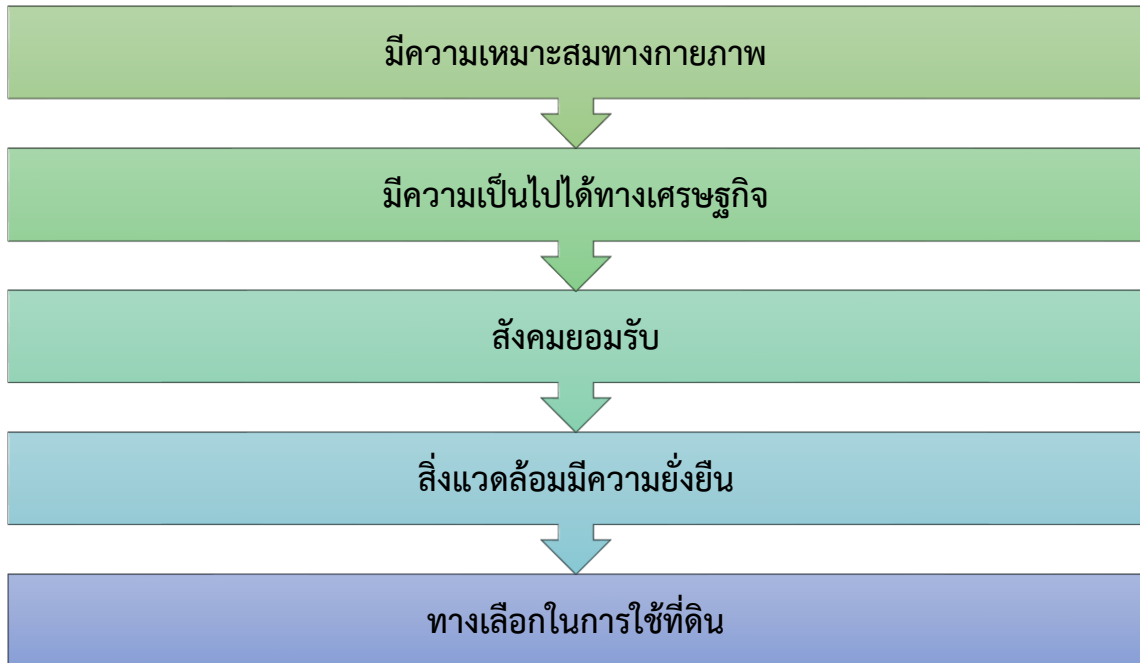 มีความเหมาะสมทางกายภาพ
มีความเป็นไปได้ทางเศรษฐกิจ
สังคมยอมรับ
สิ่งแวดล้อมมีความยั่งยืน
ทางเลือกในการใช้ที่ดิน